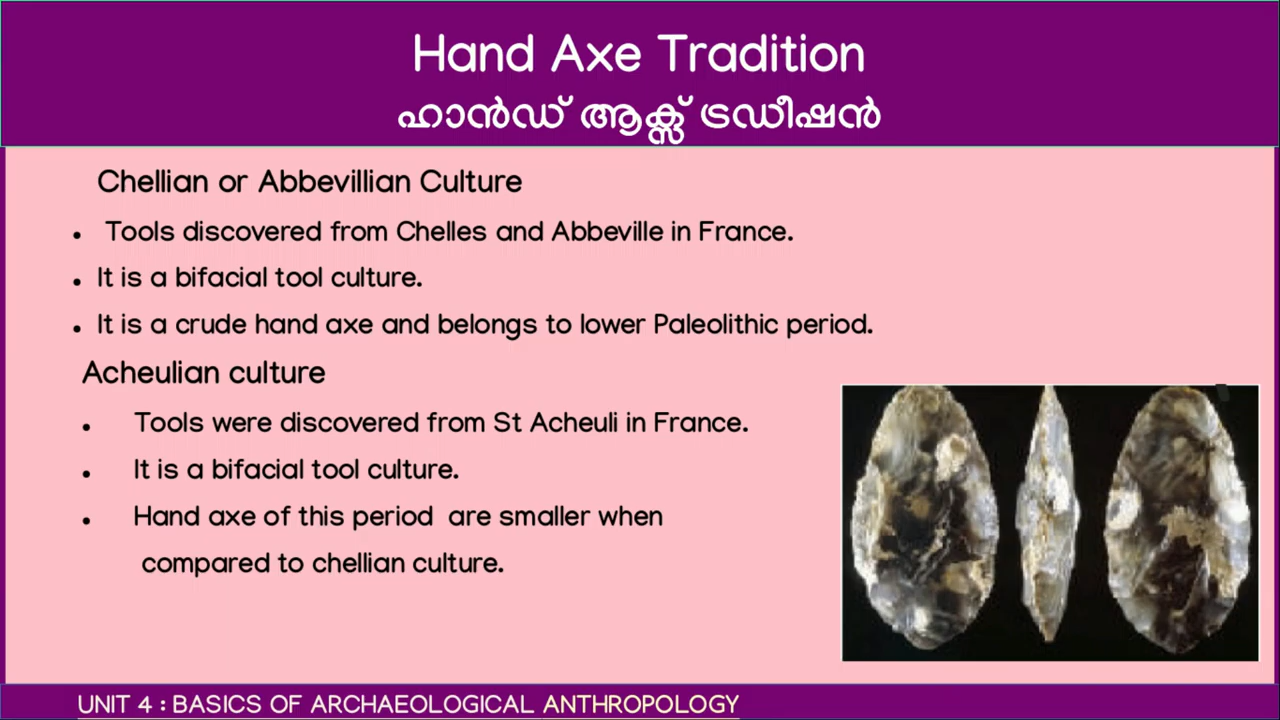 Hand Axe Tradition
ഹാൻഡ് ആക്സ് ട്രഡീഷൻ
Chellian or Abbevillian Culture
• Tools discovered from Chelles and Abbeville in France.
• It is a bifacial tool culture.
• It is a crude hand axe and belongs to lower Paleolithic period.
Acheulian culture
• Tools were discovered from St Acheuli in France.
• It is a bifacial tool culture.
• Hand axe of this period are smaller when
compared to chellian culture.
UNIT 4 : BASICS OF ARCHAEOLOGICAL ANTHROPOLOGY